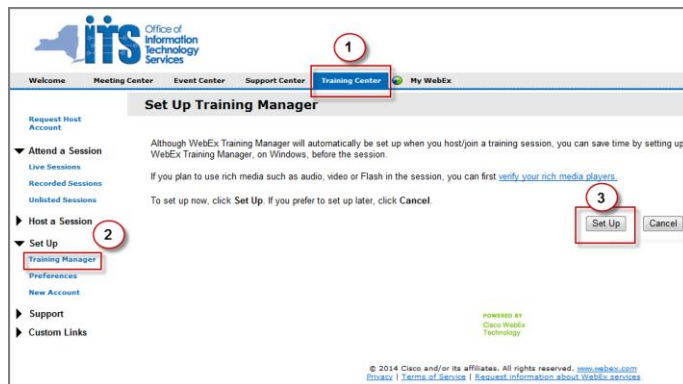 its
Office of
Information
Technology
Services
1
Welcome Meeting Center Event Center Support Center Training Center My WebEx
Set Up Training Manager
Request Host
Account
Attend a Session
Live Sessions
Recorded Sessions
Unlisted Sessions
Host a Session
2
Set Up
Training Manager
Preferences
New Account
Support
Custom Links
Although WebEx Training Manager will automatically be set up when you host/join a training session, you can save time by setting up
WebEx Training Manager, on Windows, before the session.
If you plan to use rich media such as audio, video or Flash in the session, you can first verify your rich media players.
To set up now, click Set Up. If you prefer to set up later, click Cancel.
3
Set Up Cancel
POWERED BY
Cisco WebEx
Technology
© 2014 Cisco and/or its affiliates. All rights reserved. www.webex.com
Privacy | Terms of Service | Request information about WebEx services